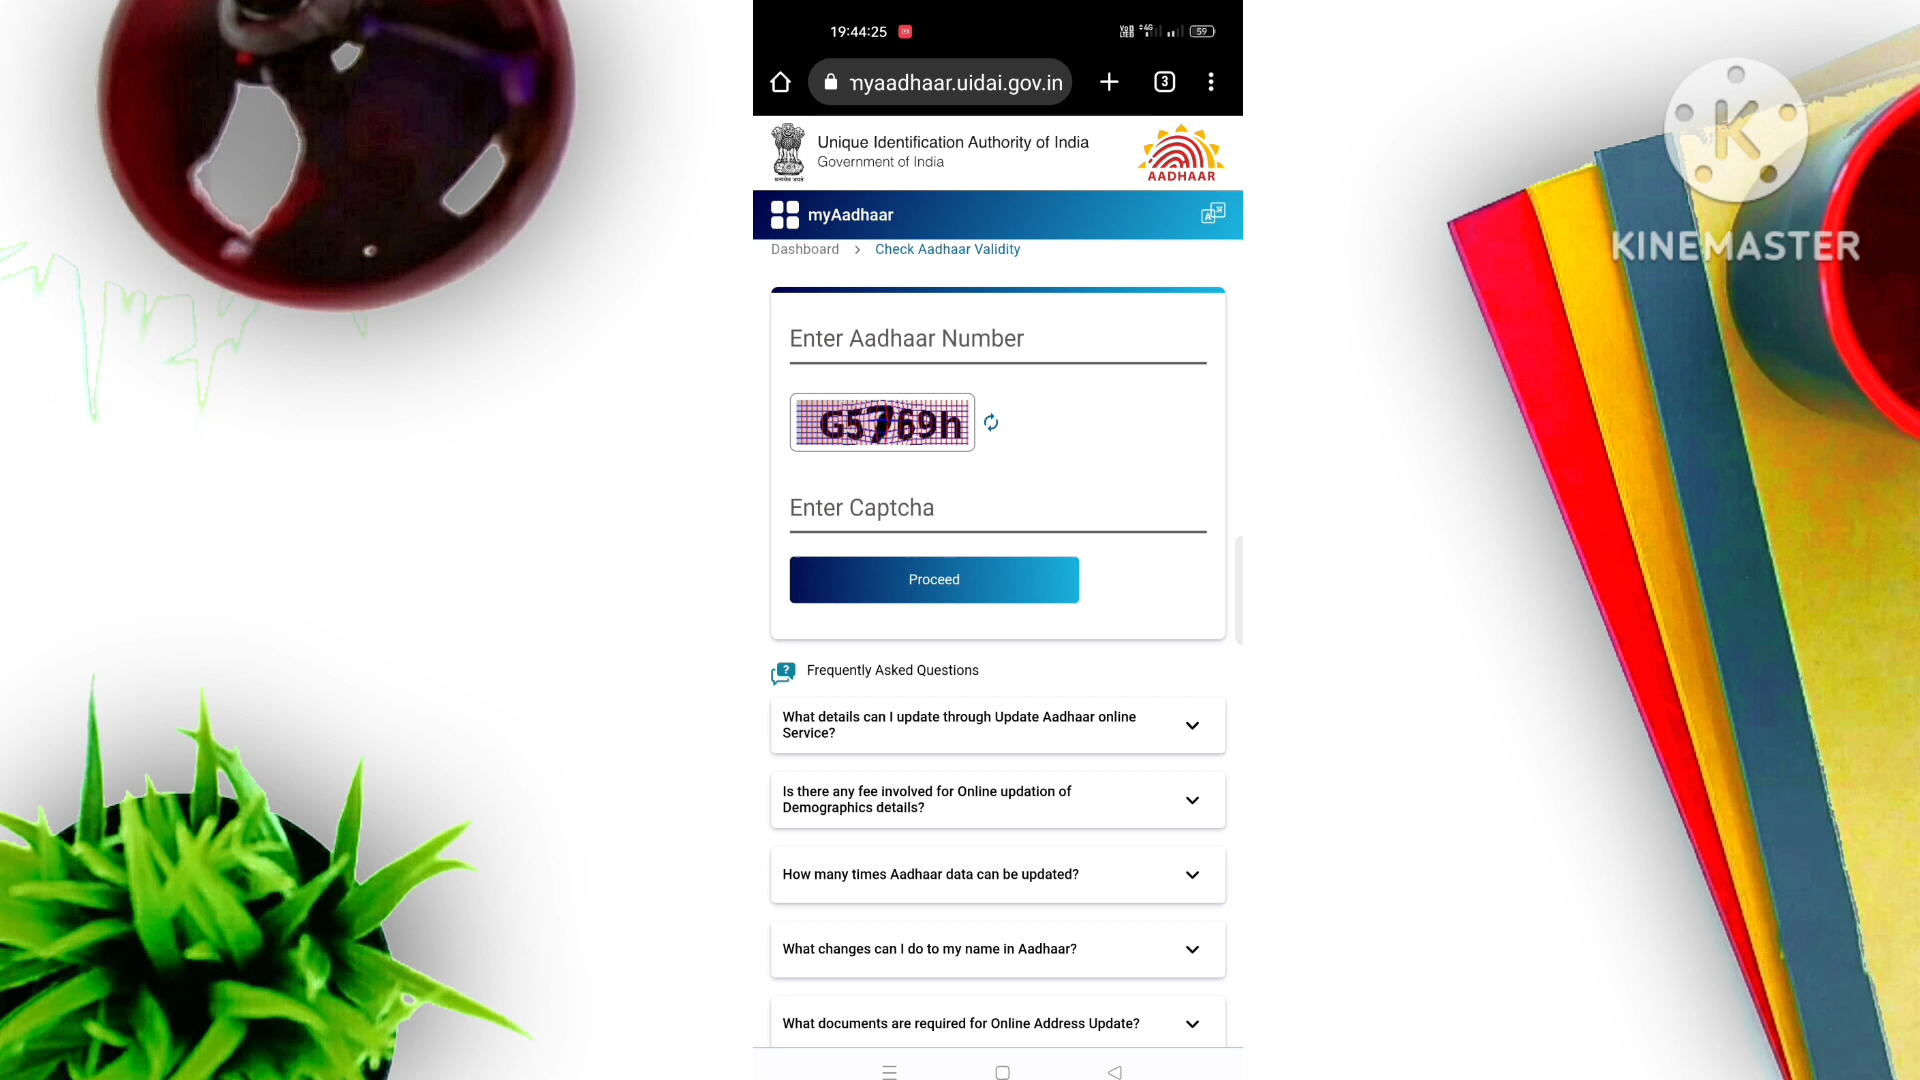 19:44:25
4G
59
myaadhaar.uidai.gov.in
3
Unique Identification Authority of India
Government of India
AADHAAR
myAadhaar
Dashboard > Check Aadhaar Validity
Enter Aadhaar Number
G5769h
Enter Captcha
Proceed
Frequently Asked Questions
What details can I update through Update Aadhaar online
Service?
Is there any fee involved for Online updation of
Demographics details?
How many times Aadhaar data can be updated?
What changes can I do to my name in Aadhaar?
What documents are required for Online Address Update?
K
KINEMASTER